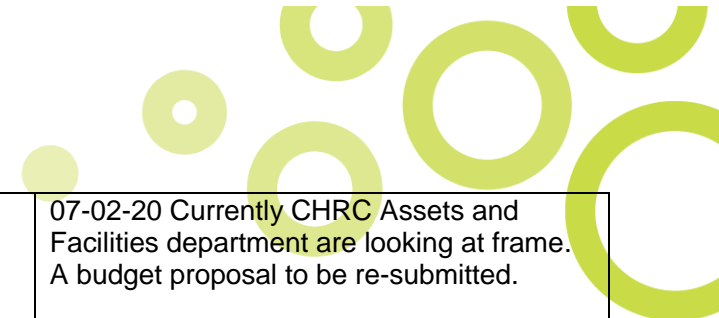 07-02-20 Currently CHRC Assets and
Facilities department are looking at frame.
A budget proposal to be re-submitted.